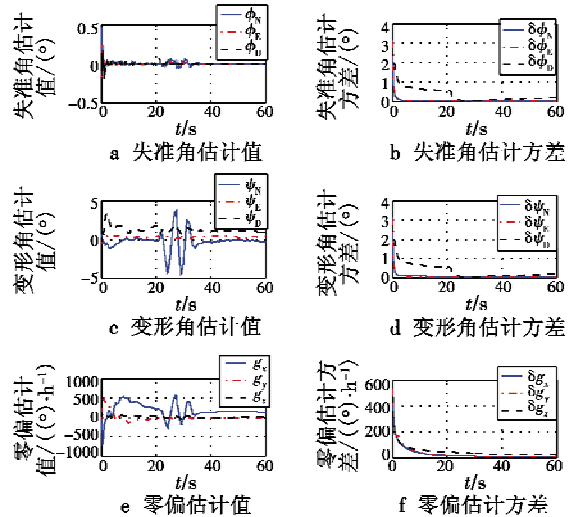 失准角估计值/(°)
0.5
0
−0.5
0 20 40 60
ϕN
ϕE
ϕD
t/s
a 失准角估计值
失准角估计方差/(°)
4
3
2
1
0
0 20 40 60
δϕN
δϕE
δϕD
t/s
b 失准角估计方差
变形角估计值/(°)
5
0
−5
0 20 40 60
ψN
ψE
ψD
t/s
c 变形角估计值
变形角估计方差/(°)
4
3
2
1
0
0 20 40 60
δψN
δψE
δψD
t/s
d 变形角估计方差
零偏估计值/((°)·h⁻¹)
1000
500
0
−500
−1000
0 20 40 60
gx
gy
gz
t/s
e 零偏估计值
零偏估计方差/((°)·h⁻¹)
600
400
200
0
0 20 40 60
δgx
δgy
δgz
t/s
f 零偏估计方差